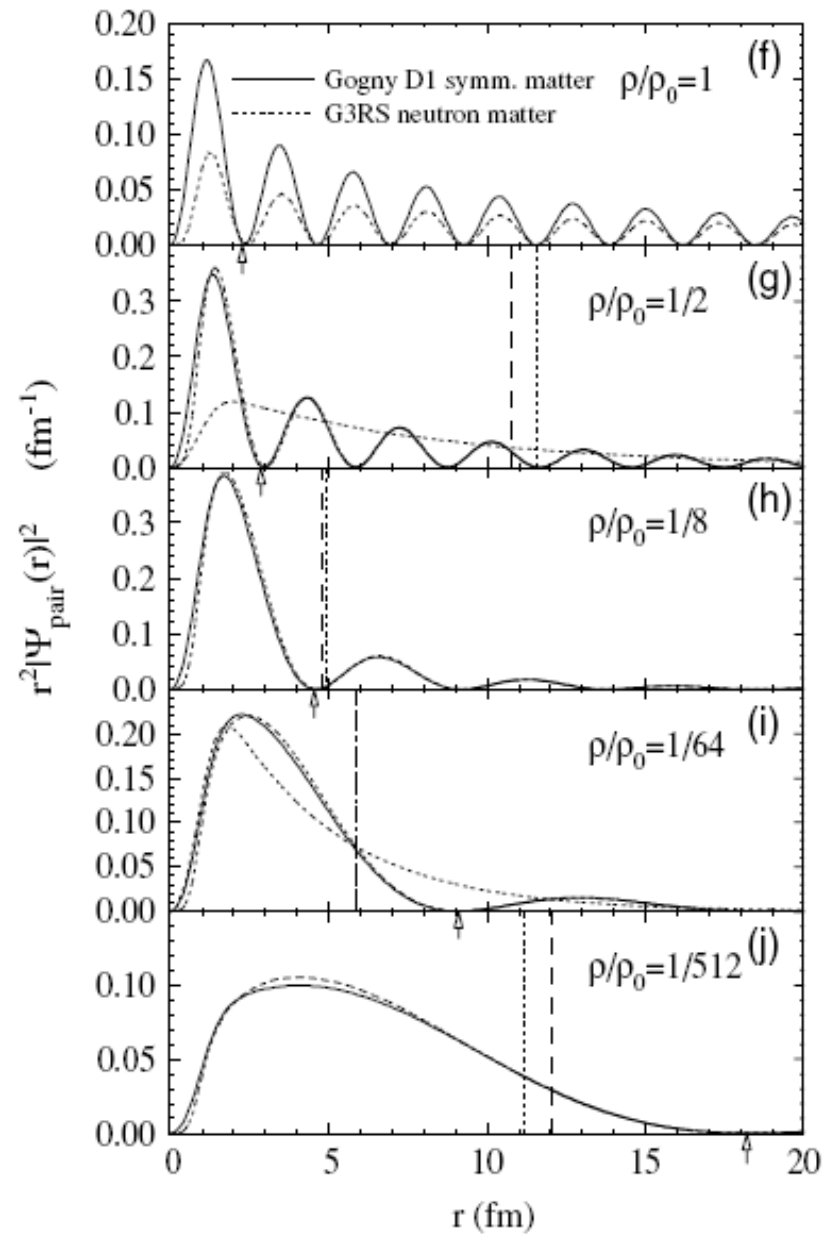 0.20
(f)
Gogny D1 symm. matter
ρ/ρ₀=1
0.15
G3RS neutron matter
0.10
0.05
0.00
(g)
ρ/ρ₀=1/2
0.3
0.2
0.1
0.0
(h)
ρ/ρ₀=1/8
0.3
0.2
0.1
0.0
(i)
ρ/ρ₀=1/64
0.20
0.15
0.10
0.05
0.00
(j)
ρ/ρ₀=1/512
0.10
0.05
0.00
0 5 10 15 20
r (fm)
r²|Ψpair(r)|² (fm⁻¹)